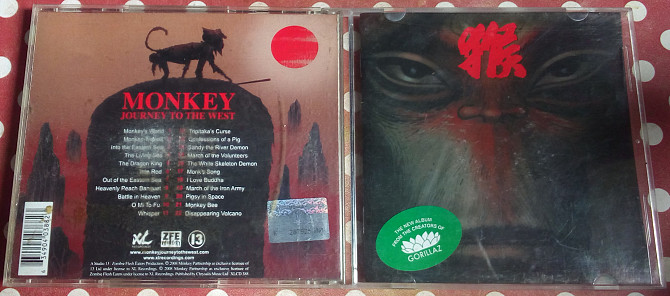 MONKEY
JOURNEY TO THE WEST
Monkey's World
Into the Eastern Sea
The Living Sea
The Dragon King
Iron Rod
Out of the Eastern Sea
Heavenly Peach Banquet
Battle in Heaven
O Mi To Fu
Whisper
Tripitaka's Curse
Confessions of a Pig
Sandy the River Demon
March of the Volunteers
The White Skeleton Demon
Monk's Song
I Love Buddha
March of the Iron Army
Pigsy in Space
Monkey Bee
Disappearing Volcano
XL
ZFE
13
www.monkeyjourneytothewest.com
www.xlrecordings.com
猴
THE NEW ALBUM
FROM THE CREATORS OF
GORILLAZ